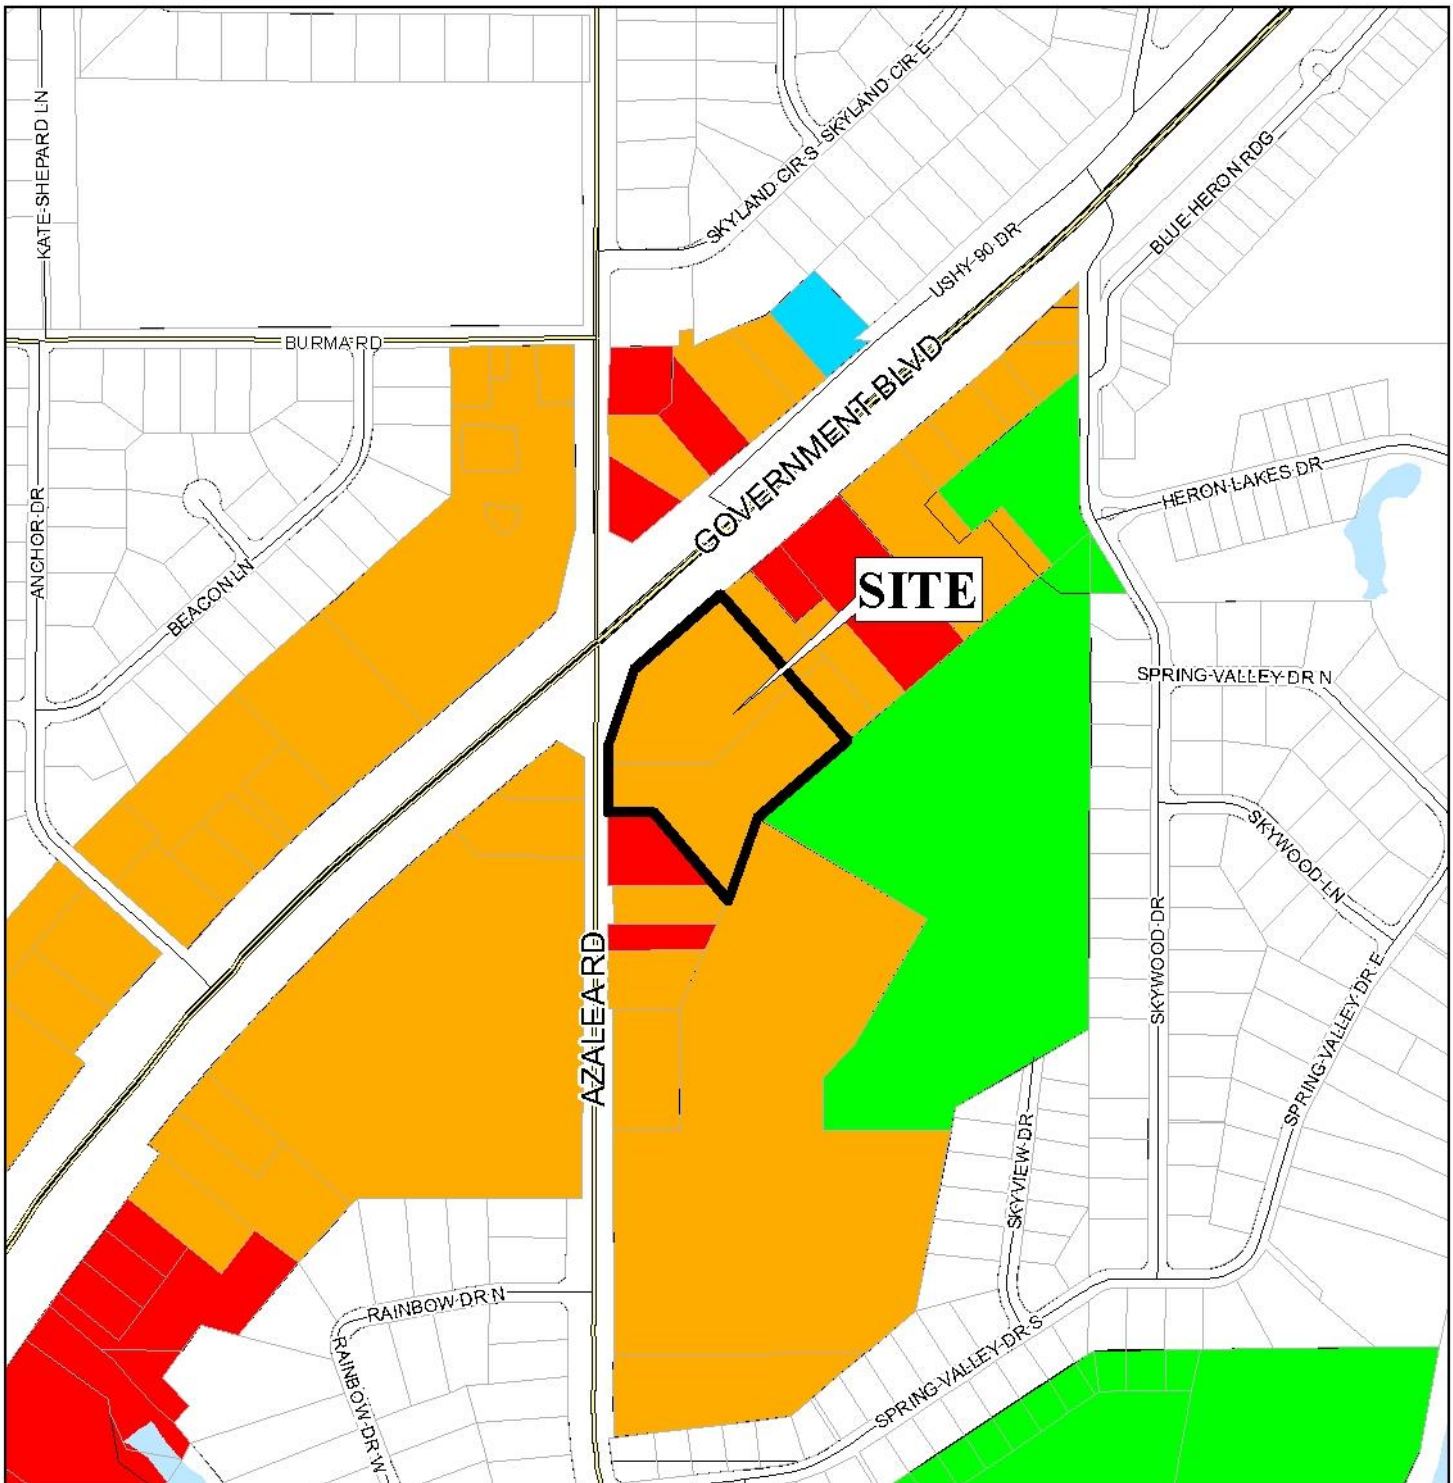 KATE-SHEPARD LN
SKYLAND CIR E
SKYLAND CIR S
BLUE HERON RDG
USHY-90 DR
BURMA RD
GOVERNMENT BLVD
HERON LAKES DR
ANCHOR DR
BEACON LN
SITE
SPRING VALLEY DR N
SKYWOOD LN
SKYWOOD DR
AZALEA RD
SPRING VALLEY DR E
SKYVIEW DR
RAINBOW DR N
RAINBOW DR W
SPRING VALLEY DR S